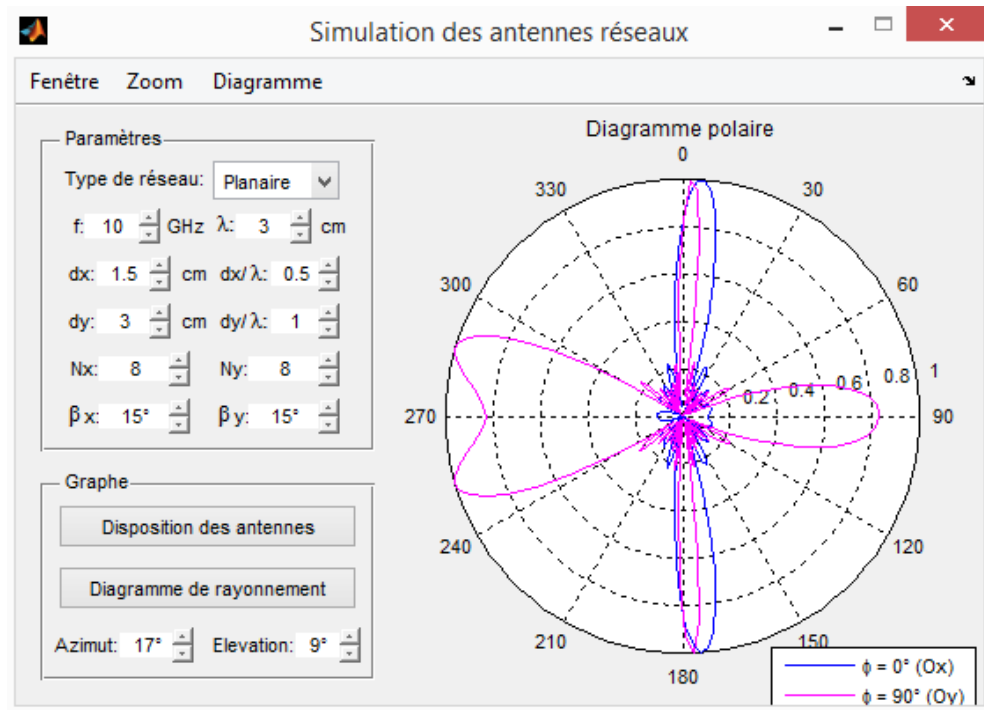 Simulation des antennes réseaux
Fenêtre Zoom Diagramme
Paramètres
Type de réseau: Planaire
f: 10 GHz λ: 3 cm
dx: 1.5 cm dx/λ: 0.5
dy: 3 cm dy/λ: 1
Nx: 8 Ny: 8
βx: 15° βy: 15°
Graphe
Disposition des antennes
Diagramme de rayonnement
Azimut: 17° Elevation: 9°
Diagramme polaire
0
330 30
300 60
0.2 0.4 0.6 0.8 1
270 90
240 120
210 150
180
ϕ = 0° (Ox)
ϕ = 90° (Oy)